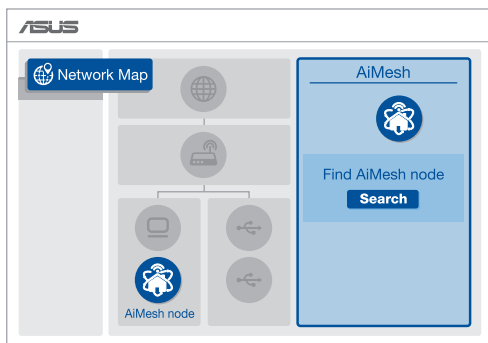 ASUS
Network Map
AiMesh
Find AiMesh node
Search
AiMesh node